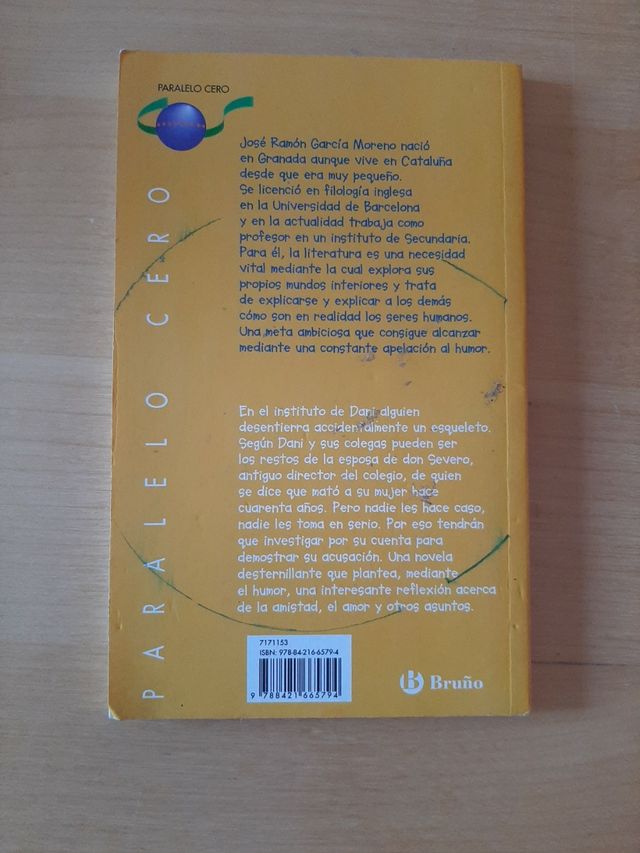 PARALELO CERO
PARALELO CERO
José Ramón García Moreno nació
en Granada aunque vive en Cataluña
desde que era muy pequeño.
Se licenció en filología inglesa
en la Universidad de Barcelona
y en la actualidad trabaja como
profesor en un instituto de Secundaria.
Para él, la literatura es una necesidad
vital mediante la cual explora sus
propios mundos interiores y trata
de explicarse y explicar a los demás
cómo son en realidad los seres humanos.
Una meta ambiciosa que consigue alcanzar
mediante una constante apelación al humor.
En el instituto de Dani alguien
desentierra accidentalmente un esqueleto.
Según Dani y sus colegas pueden ser
los restos de la esposa de don Severo,
antiguo director del colegio, de quien
se dice que mató a su mujer hace
cuarenta años. Pero nadie les hace caso,
nadie les toma en serio. Por eso tendrán
que investigar por su cuenta para
demostrar su acusación. Una novela
desternillante que plantea, mediante
el humor, una interesante reflexión acerca
de la amistad, el amor y otros asuntos.
7171153
ISBN: 978-84-216-6579-4
9 788421 665794
B Bruño